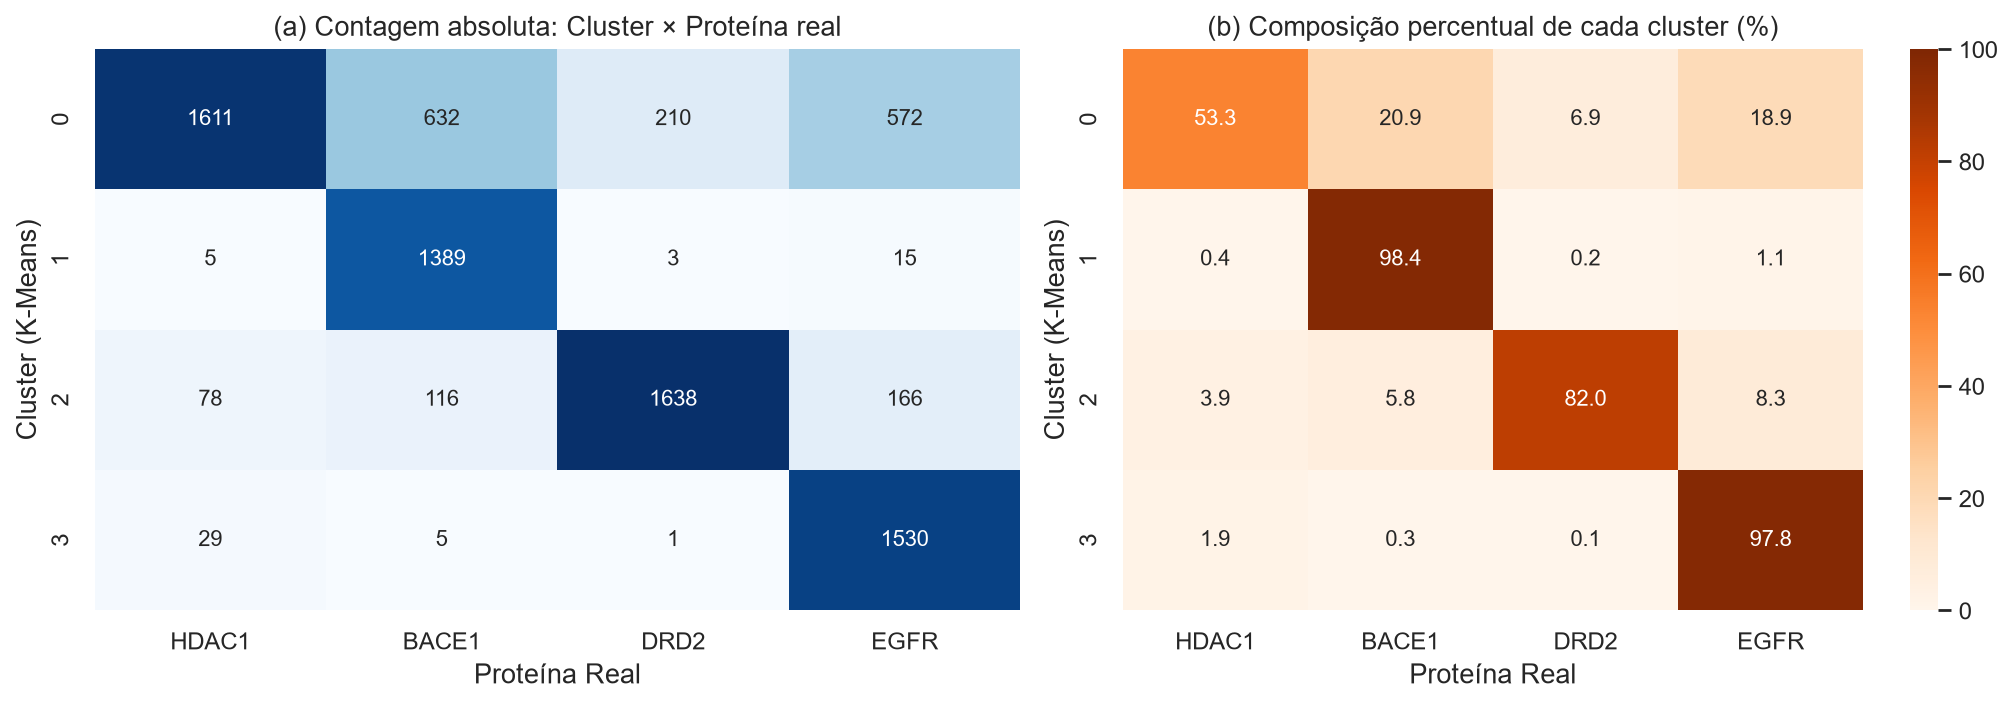 (a) Contagem absoluta: Cluster × Proteína real
Cluster (K-Means)
0 1611 632 210 572
1 5 1389 3 15
2 78 116 1638 166
3 29 5 1 1530
HDAC1 BACE1 DRD2 EGFR
Proteína Real
(b) Composição percentual de cada cluster (%)
Cluster (K-Means)
0 53.3 20.9 6.9 18.9
1 0.4 98.4 0.2 1.1
2 3.9 5.8 82.0 8.3
3 1.9 0.3 0.1 97.8
HDAC1 BACE1 DRD2 EGFR
Proteína Real
100
80
60
40
20
0